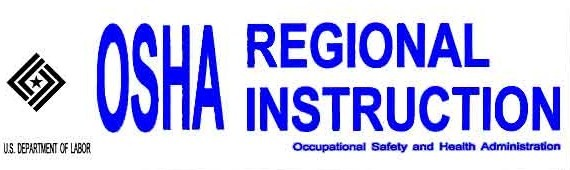 OSHA REGIONAL
INSTRUCTION
U.S. DEPARTMENT OF LABOR
Occupational Safety and Health Administration